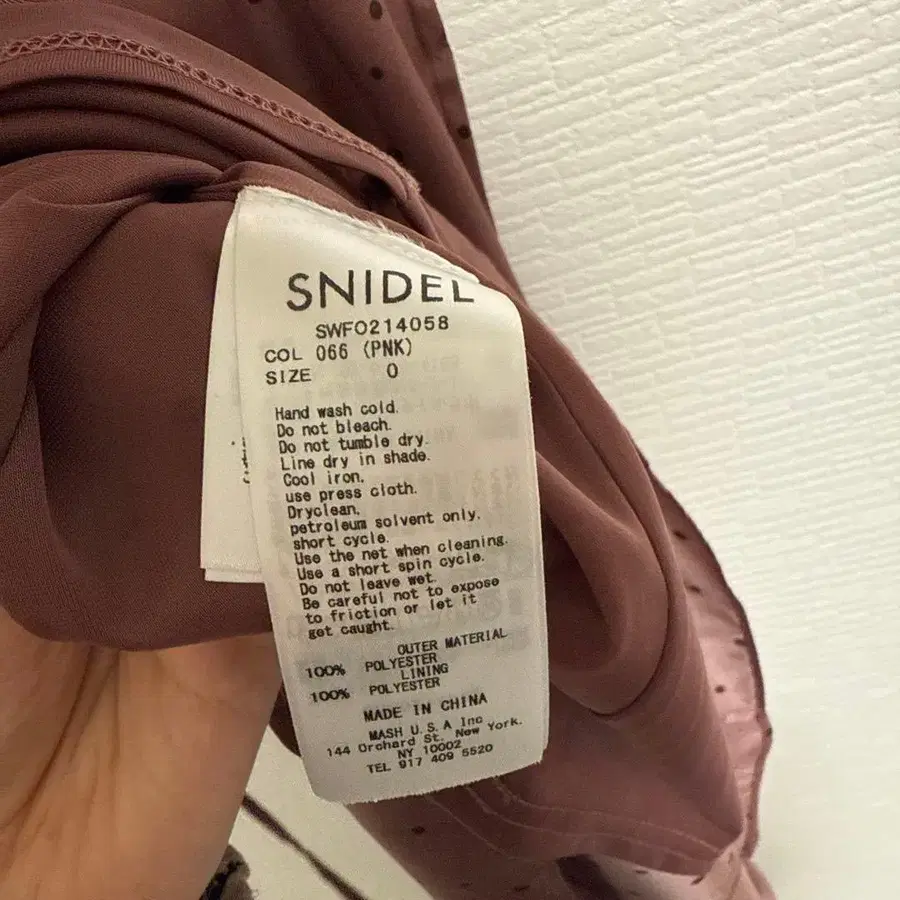 SNIDEL
SWFO214058
COL 066 (PNK)
SIZE 0
Hand wash cold.
Do not bleach.
Do not tumble dry.
Line dry in shade.
Cool iron,
use press cloth.
Dryclean,
petroleum solvent only,
short cycle.
Use the net when cleaning.
Use a short spin cycle.
Do not leave wet.
Be careful not to expose
to friction or let it
get caught.
OUTER MATERIAL
100% POLYESTER
LINING
100% POLYESTER
MADE IN CHINA
MASH U.S.A Inc
144 Orchard St. New York.
NY 10002
TEL 917 409 5520